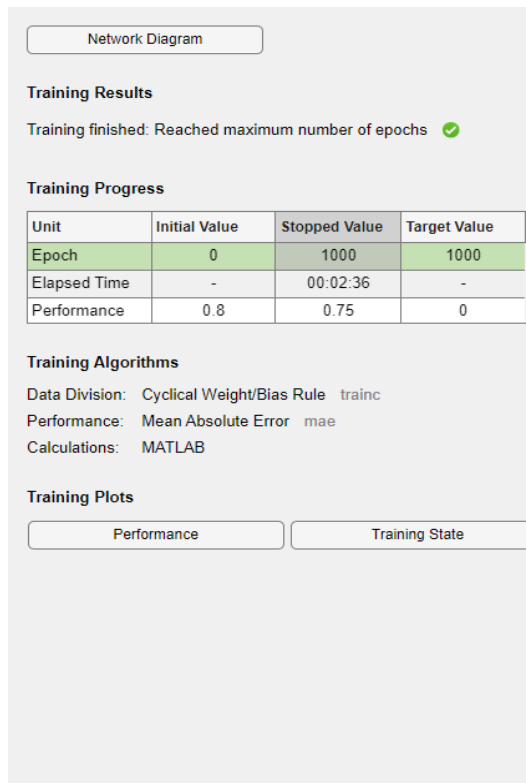 Network Diagram
Training Results
Training finished: Reached maximum number of epochs
Training Progress
Unit Initial Value Stopped Value Target Value
Epoch 0 1000 1000
Elapsed Time - 00:02:36 -
Performance 0.8 0.75 0
Training Algorithms
Data Division: Cyclical Weight/Bias Rule trainc
Performance: Mean Absolute Error mae
Calculations: MATLAB
Training Plots
Performance Training State